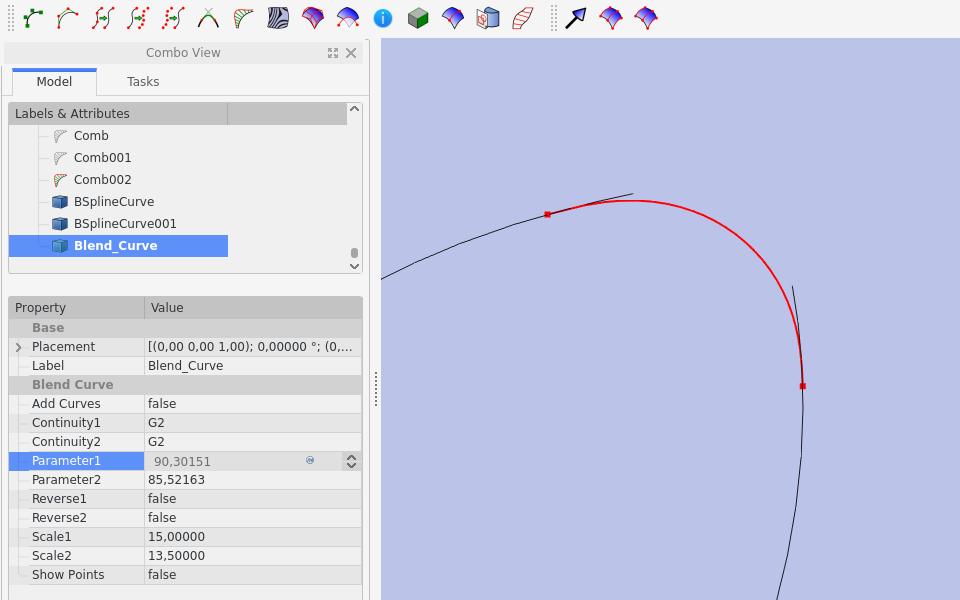 Combo View
Model Tasks
Labels & Attributes
Comb
Comb001
Comb002
BSplineCurve
BSplineCurve001
Blend_Curve
Property Value
Base
Placement [(0,00 0,00 1,00); 0,00000 °; (0,...
Label Blend_Curve
Blend Curve
Add Curves false
Continuity1 G2
Continuity2 G2
Parameter1 90,30151
Parameter2 85,52163
Reverse1 false
Reverse2 false
Scale1 15,00000
Scale2 13,50000
Show Points false